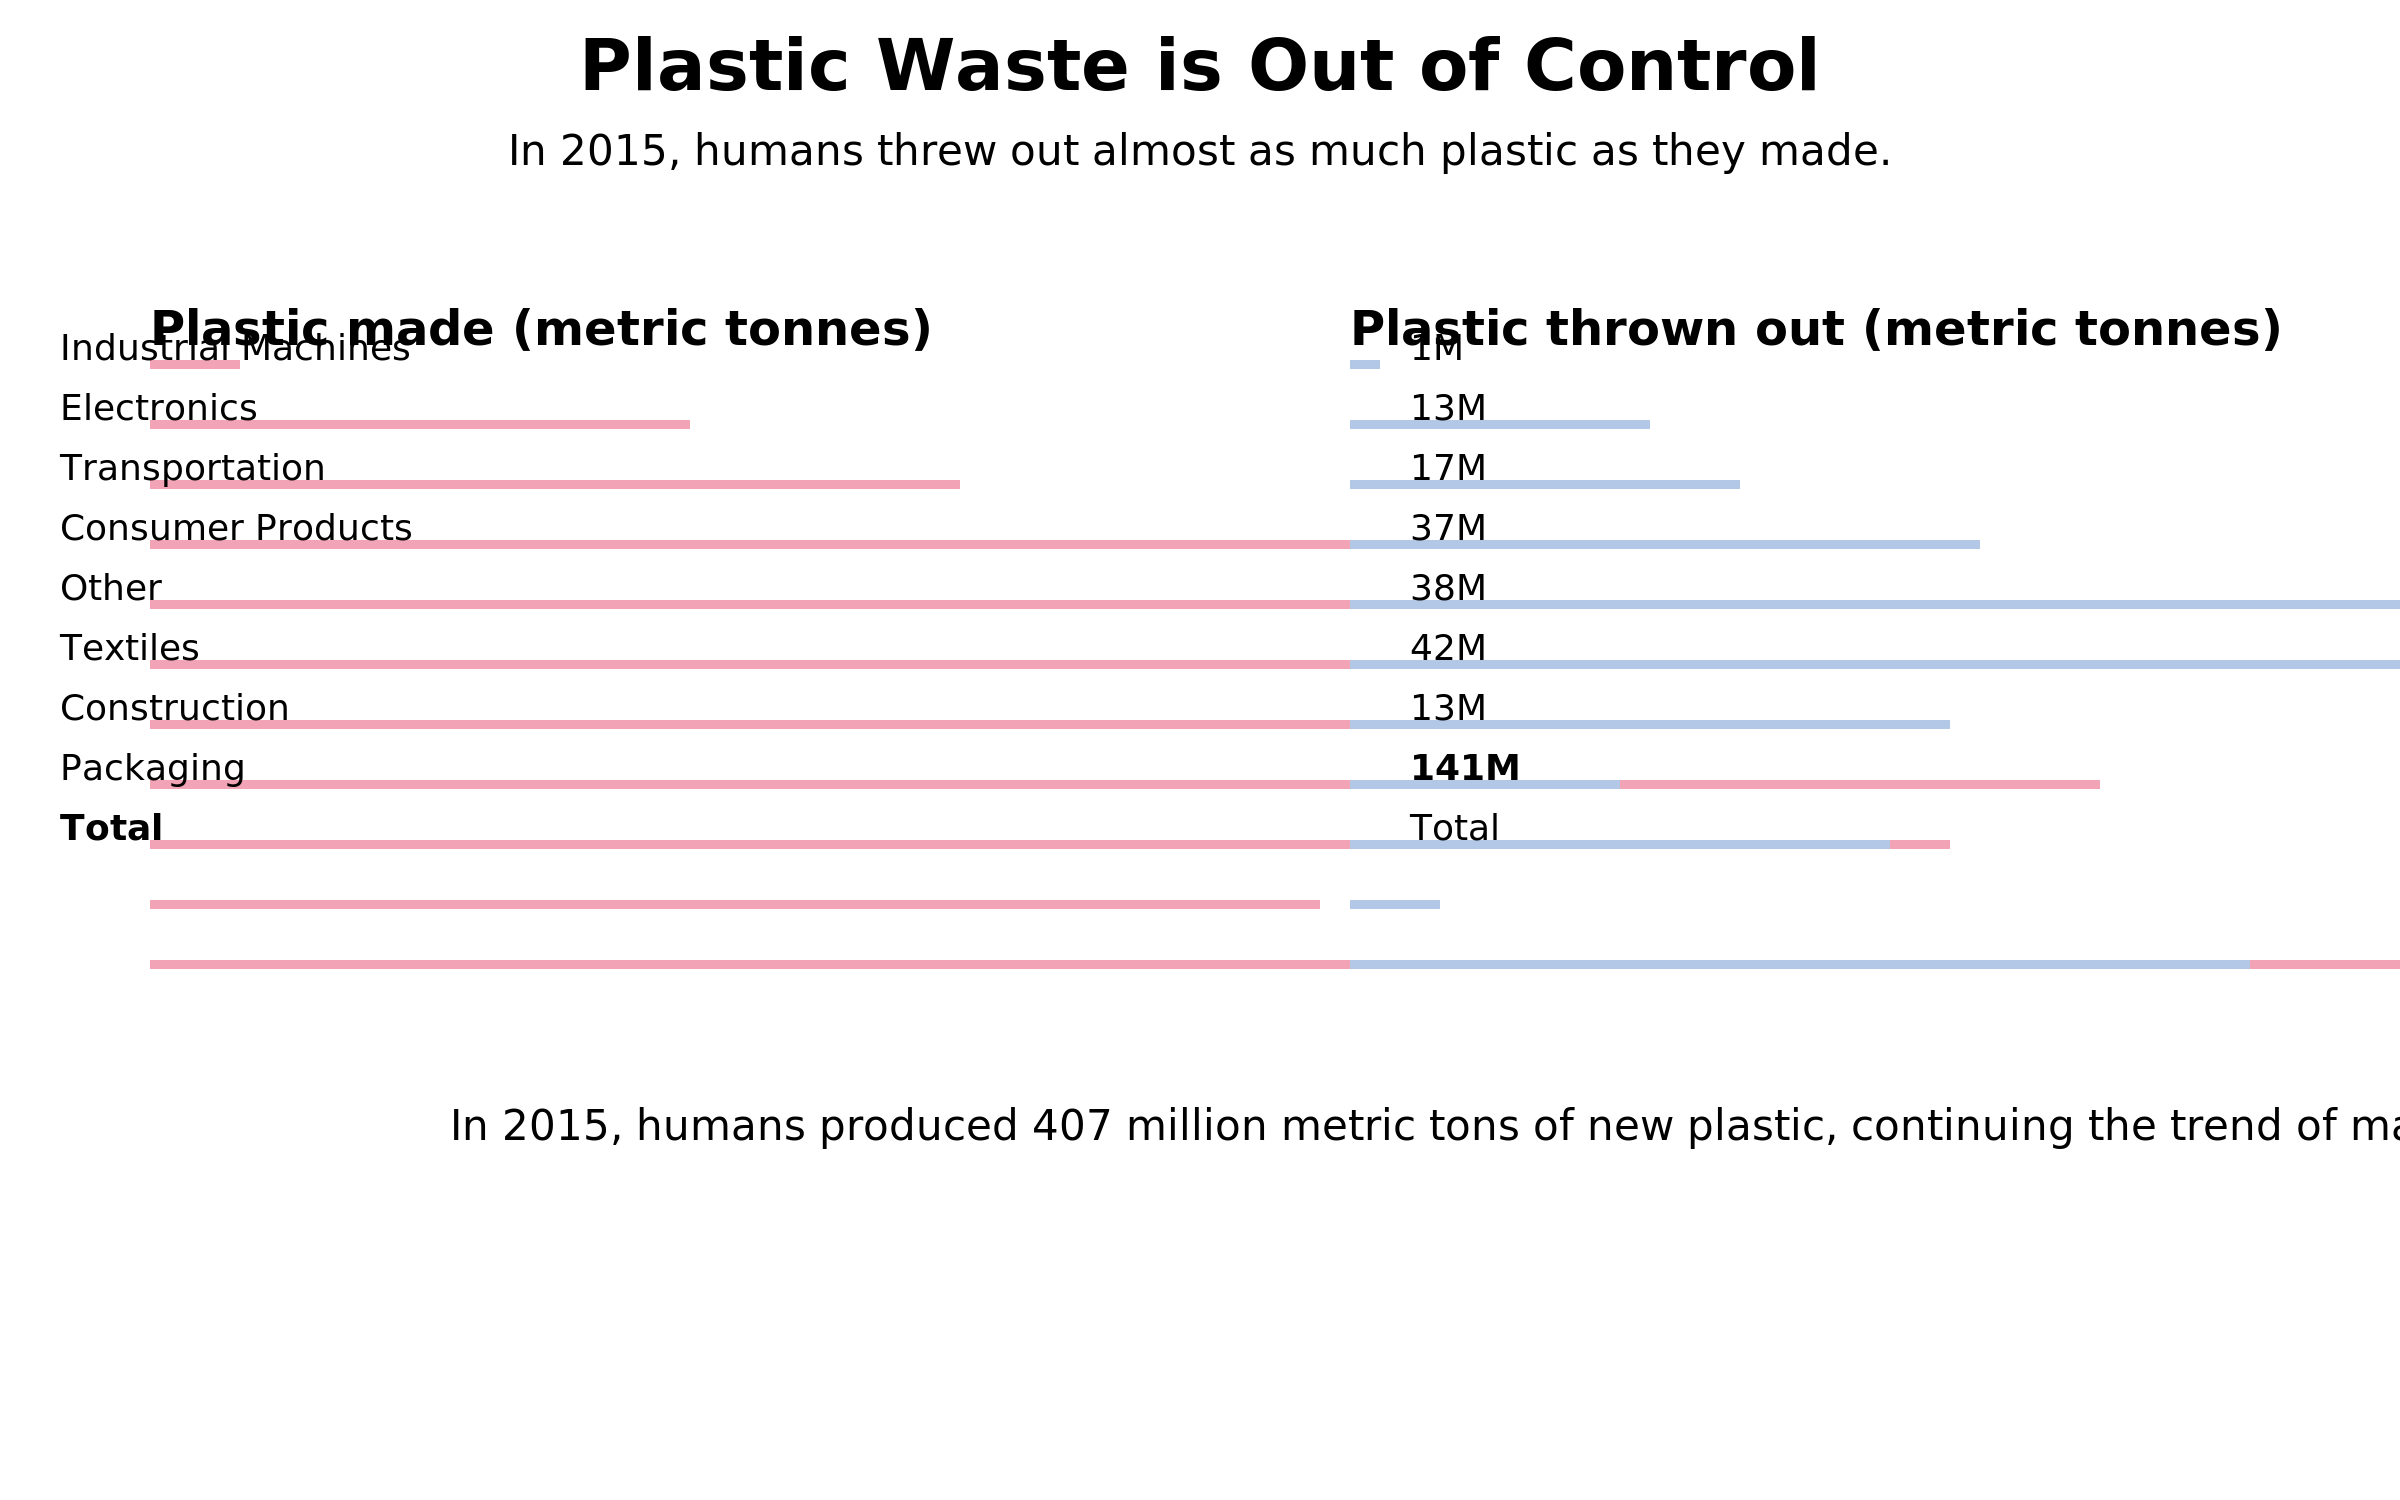 Plastic Waste is Out of Control
In 2015, humans threw out almost as much plastic as they made.
Plastic made (metric tonnes)
Plastic thrown out (metric tonnes)
Industrial Machines 1M
Electronics 13M
Transportation 17M
Consumer Products 37M
Other 38M
Textiles 42M
Construction 13M
Packaging 141M
Total Total
In 2015, humans produced 407 million metric tons of new plastic, continuing the trend of